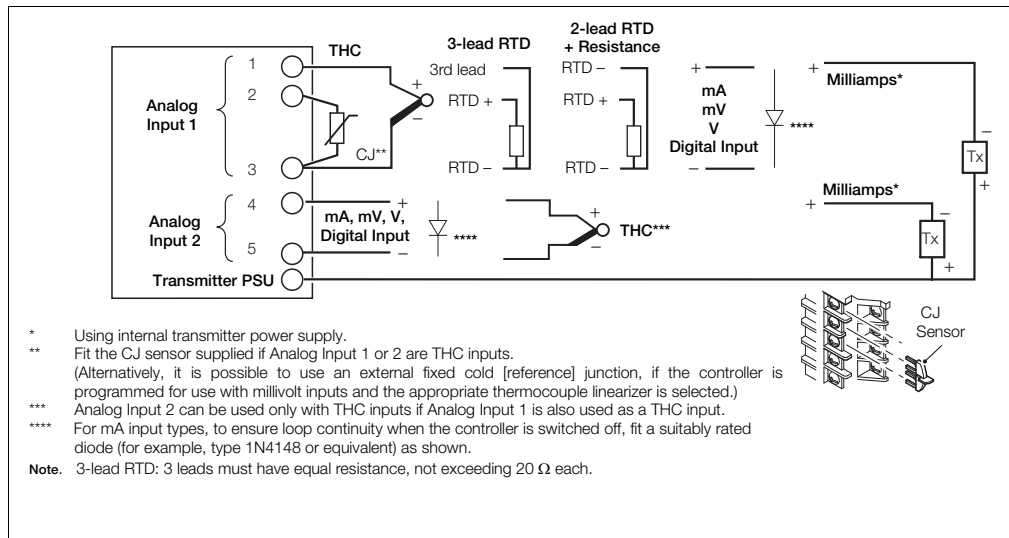 THC
3-lead RTD
2-lead RTD
+ Resistance
Analog
Input 1
1
2
3
+
–
CJ**
3rd lead
RTD +
RTD –
RTD –
RTD +
RTD –
+
mA
mV
V
Digital Input
–
****
+
Milliamps*
–
Tx
+
Analog
Input 2
4
5
+
mA, mV, V,
Digital Input
–
****
+
–
THC***
Milliamps*
+
–
Tx
+
Transmitter PSU
CJ
Sensor
* Using internal transmitter power supply.
** Fit the CJ sensor supplied if Analog Input 1 or 2 are THC inputs.
(Alternatively, it is possible to use an external fixed cold [reference] junction, if the controller is
programmed for use with millivolt inputs and the appropriate thermocouple linearizer is selected.)
*** Analog Input 2 can be used only with THC inputs if Analog Input 1 is also used as a THC input.
**** For mA input types, to ensure loop continuity when the controller is switched off, fit a suitably rated
diode (for example, type 1N4148 or equivalent) as shown.
Note. 3-lead RTD: 3 leads must have equal resistance, not exceeding 20 Ω each.